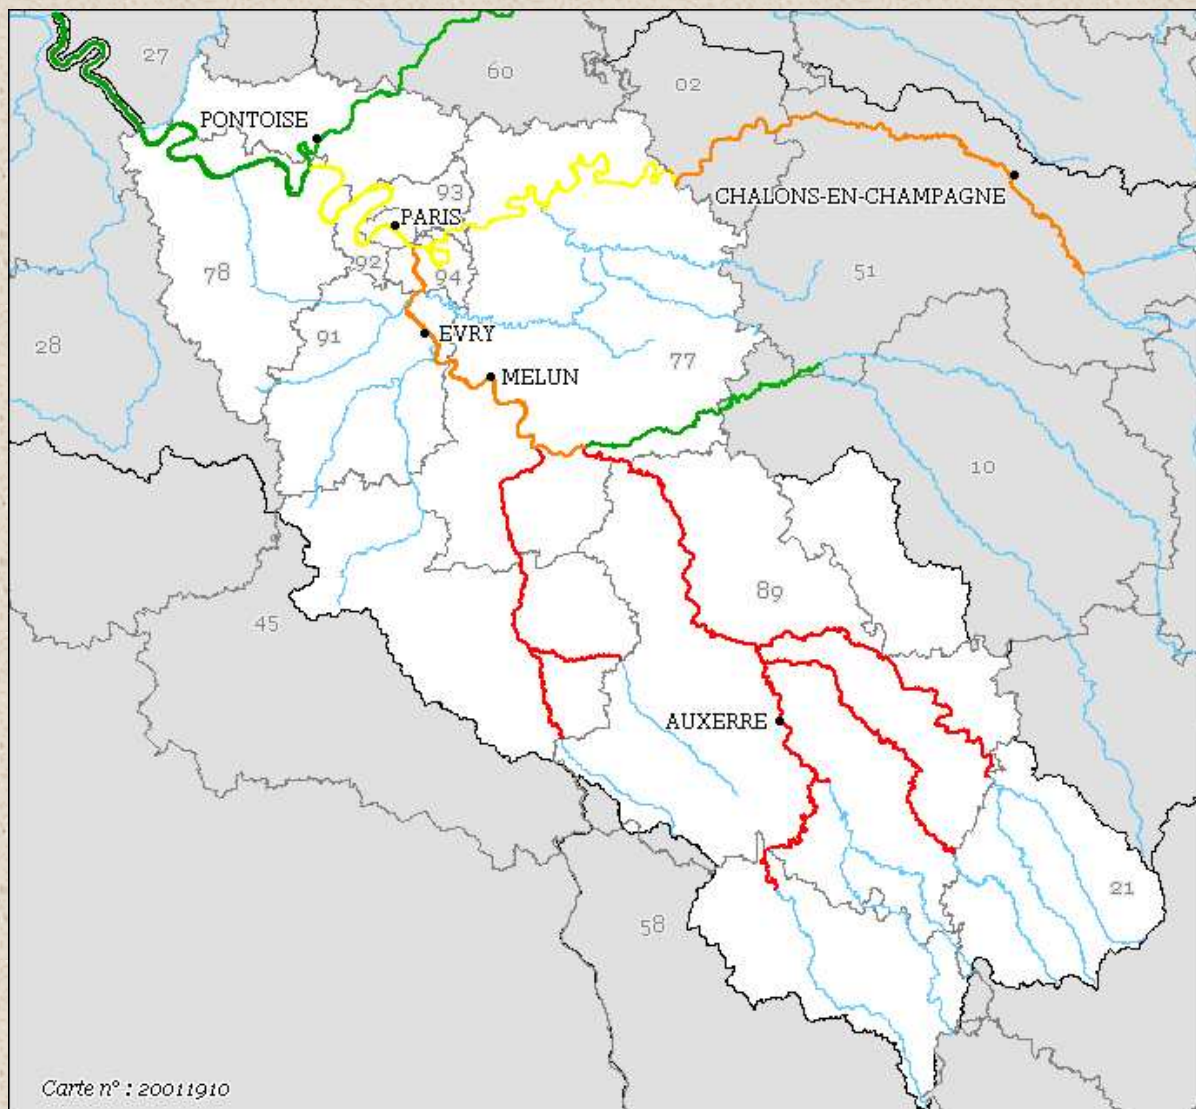 27
60
02
PONTOISE
93
CHALONS-EN-CHAMPAGNE
PARIS
92
94
78
51
91
EVRY
28
77
MELUN
10
89
45
AUXERRE
21
58
Carte n° : 20011910